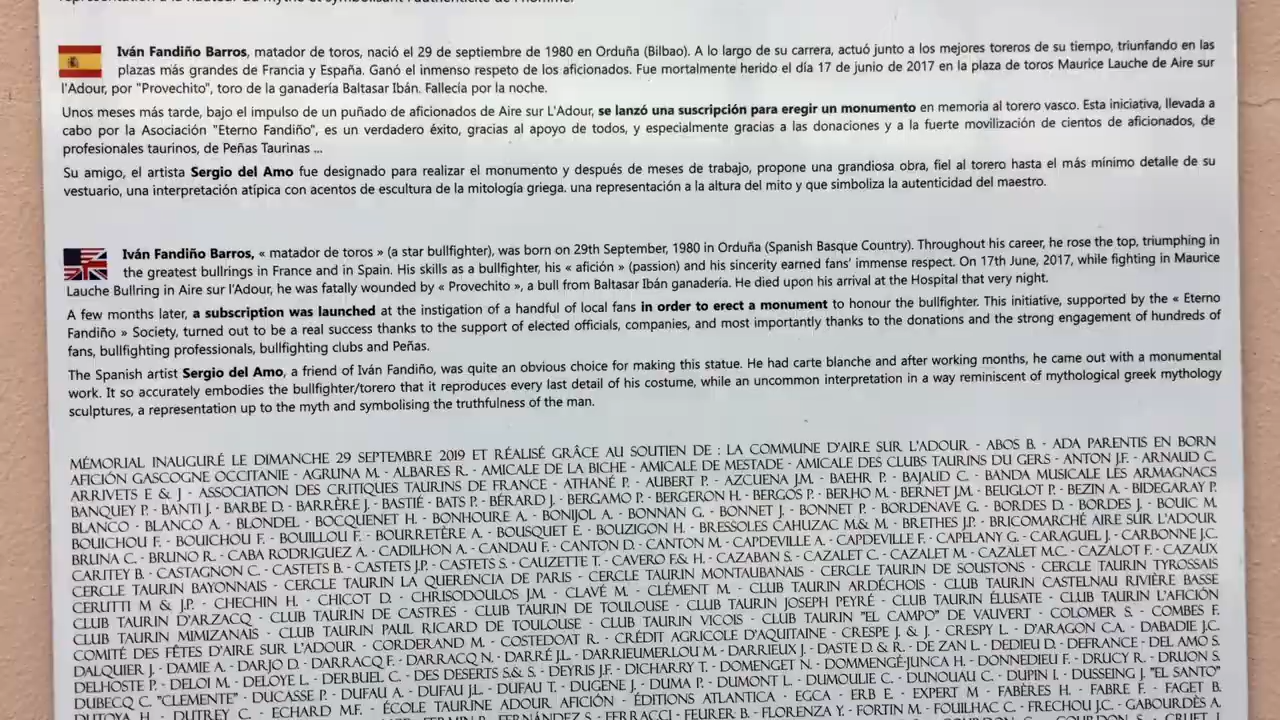 représentation à la hauteur du mythe et symbolisant l'authenticité de l'homme.
Iván Fandiño Barros, matador de toros, nació el 29 de septiembre de 1980 en Orduña (Bilbao). A lo largo de su carrera, actuó junto a los mejores toreros de su tiempo, triunfando en las
plazas más grandes de Francia y España. Ganó el inmenso respeto de los aficionados. Fue mortalmente herido el día 17 de junio de 2017 en la plaza de toros Maurice Lauche de Aire sur
l'Adour, por "Provechito", toro de la ganadería Baltasar Ibán. Fallecía por la noche.
Unos meses más tarde, bajo el impulso de un puñado de aficionados de Aire sur L'Adour, se lanzó una suscripción para eregir un monumento en memoria al torero vasco. Esta iniciativa, llevada a
cabo por la Asociación "Eterno Fandiño", es un verdadero éxito, gracias al apoyo de todos, y especialmente gracias a las donaciones y a la fuerte movilización de cientos de aficionados, de
profesionales taurinos, de Peñas Taurinas ...
Su amigo, el artista Sergio del Amo fue designado para realizar el monumento y después de meses de trabajo, propone una grandiosa obra, fiel al torero hasta el más mínimo detalle de su
vestuario, una interpretación atípica con acentos de escultura de la mitología griega. una representación a la altura del mito y que simboliza la autenticidad del maestro.
Iván Fandiño Barros, « matador de toros » (a star bullfighter), was born on 29th September, 1980 in Orduña (Spanish Basque Country). Throughout his career, he rose the top, triumphing in
the greatest bullrings in France and in Spain. His skills as a bullfighter, his « afición » (passion) and his sincerity earned fans' immense respect. On 17th June, 2017, while fighting in Maurice
Lauche Bullring in Aire sur l'Adour, he was fatally wounded by « Provechito », a bull from Baltasar Ibán ganadería. He died upon his arrival at the Hospital that very night.
A few months later, a subscription was launched at the instigation of a handful of local fans in order to erect a monument to honour the bullfighter. This initiative, supported by the « Eterno
Fandiño » Society, turned out to be a real success thanks to the support of elected officials, companies, and most importantly thanks to the donations and the strong engagement of hundreds of
fans, bullfighting professionals, bullfighting clubs and Peñas.
The Spanish artist Sergio del Amo, a friend of Iván Fandiño, was quite an obvious choice for making this statue. He had carte blanche and after working months, he came out with a monumental
work. It so accurately embodies the bullfighter/torero that it reproduces every last detail of his costume, while an uncommon interpretation in a way reminiscent of mythological greek mythology
sculptures, a representation up to the myth and symbolising the truthfulness of the man.
MÉMORIAL INAUGURÉ LE DIMANCHE 29 SEPTEMBRE 2019 ET RÉALISÉ GRÂCE AU SOUTIEN DE : LA COMMUNE D'AIRE SUR L'ADOUR - ABOS B. - ADA PARENTIS EN BORN
AFICIÓN GASCOGNE OCCITANIE - AGRUNA M. - ALBARES R. - AMICALE DE LA BICHE - AMICALE DE MESTADE - AMICALE DES CLUBS TAURINS DU GERS - ANTON J.F. - ARNAUD C.
ARRIVETS E & J - ASSOCIATION DES CRITIQUES TAURINS DE FRANCE - ATHANÉ P. - AUBERT P. - AZCUENA J.M. - BAEHR P. - BAJAUD C. - BANDA MUSICALE LES ARMAGNACS
BANQUEY P. - BANTI J. - BARBE D. - BARRÈRE J. - BASTIÉ - BATS P. - BÉRARD J. - BERGAMO P. - BERGERON H. - BERGOS P. - BERHO M. - BERNET J.M. - BEUGLOT P. - BEZIN A. - BIDEGARAY P.
BLANCO - BLANCO A. - BLONDEL - BOCQUENET H. - BONHOURE A. - BONIJOL A. - BONNAN G. - BONNET J. - BONNET P. - BORDENAVE G. - BORDES D. - BORDES J. - BOUIC M.
BOUICHOU F. - BOUICHOU F. - BOUILLOU F. - BOURRETÈRE A. - BOUSQUET E. - BOUZIGON H. - BRESSOLES CAHUZAC M& M. - BRETHES J.P. - BRICOMARCHÉ AIRE SUR L'ADOUR
BRUNA C. - BRUNO R. - CABA RODRIGUEZ A. - CADILHON A. - CANDAU F. - CANTON D. - CANTON M. - CAPDEVILLE A. - CAPDEVILLE F. - CAPELANY G. - CARAGUEL J. - CARBONNE J.C.
CARITEY B. - CASTAGNON C. - CASTETS B. - CASTETS J.P. - CASTETS S. - CAUZETTE T. - CAVERO F.& H. - CAZABAN S. - CAZALET C. - CAZALET M. - CAZALET M.C. - CAZALOT F. - CAZAUX
CERCLE TAURIN BAYONNAIS - CERCLE TAURIN LA QUERENCIA DE PARIS - CERCLE TAURIN MONTAUBANAIS - CERCLE TAURIN DE SOUSTONS - CERCLE TAURIN TYROSSAIS
CERUTTI M & J.P. - CHECHIN H. - CHICOT D. - CHRISODOULIS J.M. - CLAVÉ M. - CLÉMENT M. - CLUB TAURIN ARDÉCHOIS - CLUB TAURIN CASTELNAU RIVIÈRE BASSE
CLUB TAURIN D'ARZACQ - CLUB TAURIN DE CASTRES - CLUB TAURIN DE TOULOUSE - CLUB TAURIN JOSEPH PEYRÉ - CLUB TAURIN ÉLUSATE - CLUB TAURIN L'AFICIÓN
CLUB TAURIN MIMIZANAIS - CLUB TAURIN PAUL RICARD DE TOULOUSE - CLUB TAURIN VICOIS - CLUB TAURIN "EL CAMPO" DE VAUVERT - COLOMER S. - COMBES F.
COMITÉ DES FÊTES D'AIRE SUR L'ADOUR - CORDERAND M. - COSTEDOAT R. - CRÉDIT AGRICOLE D'AQUITAINE - CRESPE J. & J. - CRESPY L. - D'ARAGON C.A. - DABADIE J.C.
DALQUIER J. - DAMIE A. - DARJO D. - DARRACQ F. - DARRACQ N. - DARRÉ J.L. - DARRIEUMERLOU M. - DARRIEUX J. - DASTE D. & R. - DE ZAN L. - DEDIEU D. - DEFRANCE - DEL AMO S.
DELHOSTE P. - DELOI M. - DELOYE L. - DERBUEL C. - DES DESERTS S.& S. - DEYRIS J.F. - DICHARRY T. - DOMENGET N. - DOMMENGÉ-JUNCA H. - DONNEDIEU F. - DRUCY R. - DRUON S.
DUBECQ C. "CLEMENTE" - DUCASSE P. - DUFAU A. - DUFAU J.L. - DUFAU T. - DUGENE J. - DUMA P. - DUMONT L. - DUMOULIE C. - DUNOUAU C. - DUPIN I. - DUSSEING J. "EL SANTO"
DUTOYA H. - DUTREY C. - ECHARD M.F. - ÉCOLE TAURINE ADOUR AFICIÓN - ÉDITIONS ATLANTICA - EGCA - ERB E. - EXPERT M - FABÈRES H. - FABRE F. - FAGET B.
FERNÁNDEZ S. - FERRACCI - FEURER B. - FLORENZA Y. - FORTIN M. - FOUILHAC C. - FRECHOU J.C. - GABOURDÈS A.